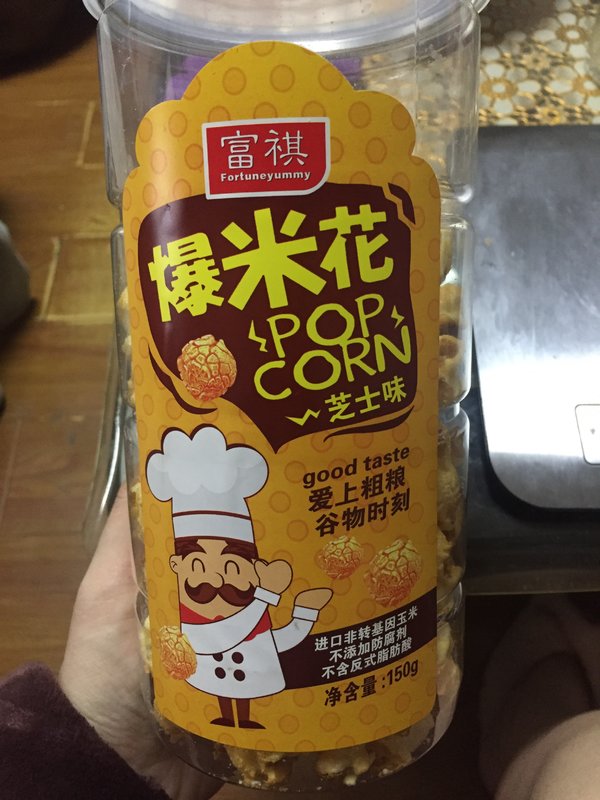 富祺
Fortuneyummy
爆米花
POP
CORN
芝士味
good taste
爱上粗粮
谷物时刻
进口非转基因玉米
不添加防腐剂
不含反式脂肪酸
净含量:150g